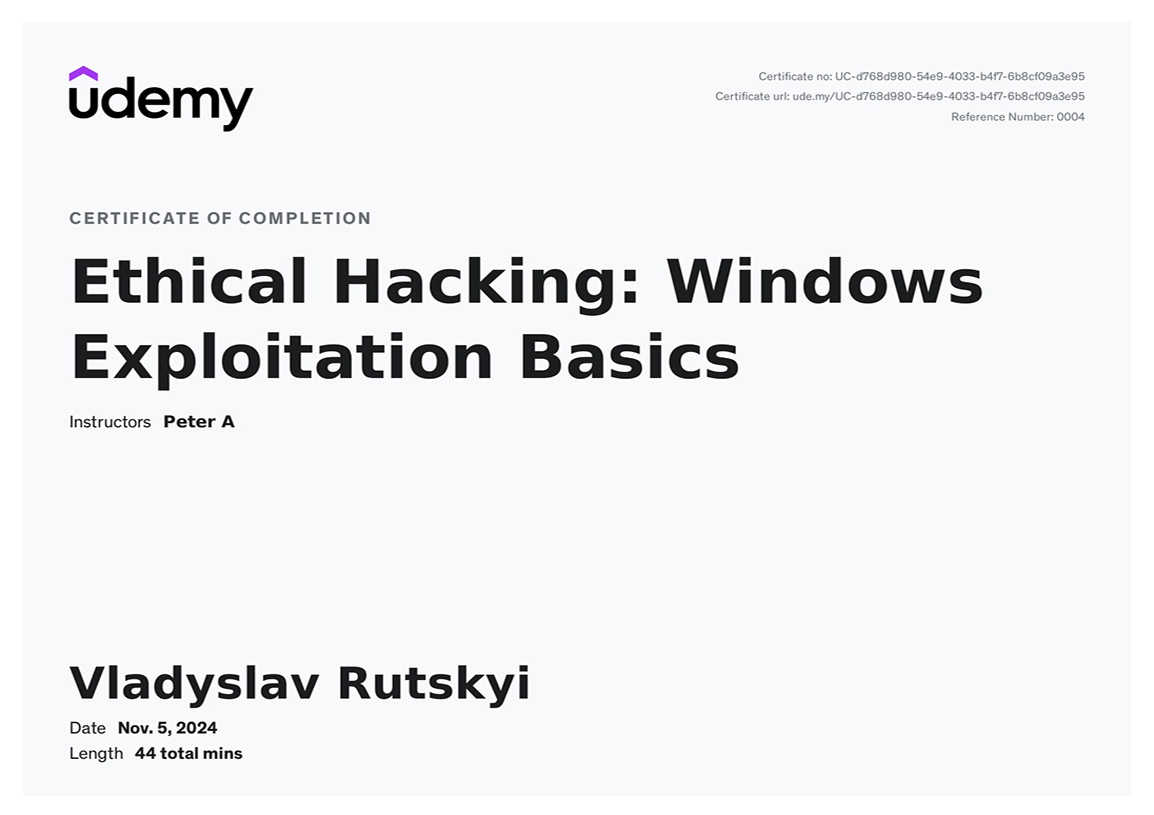 udemy
Certificate no: UC-d768d980-54e9-4033-b4f7-6b8cf09a3e95
Certificate url: ude.my/UC-d768d980-54e9-4033-b4f7-6b8cf09a3e95
Reference Number: 0004
CERTIFICATE OF COMPLETION
Ethical Hacking: Windows
Exploitation Basics
Instructors Peter A
Vladyslav Rutskyi
Date Nov. 5, 2024
Length 44 total mins